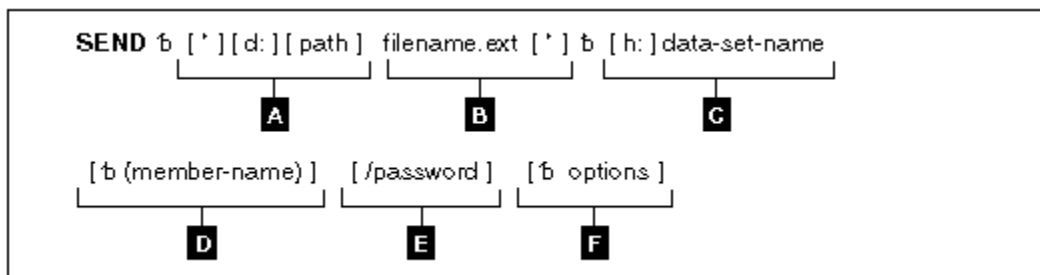 SEND ѣ [ ' ] [ d: ] [ path ] filename.ext [ ' ] ѣ [ h: ] data-set-name
A B C
[ ѣ (member-name) ] [ /password ] [ ѣ options ]
D E F